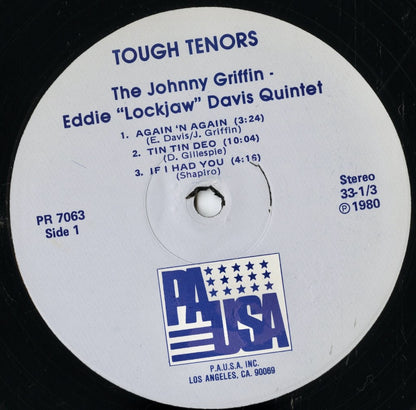 TOUGH TENORS
The Johnny Griffin -
Eddie "Lockjaw" Davis Quintet
1. AGAIN 'N AGAIN (3:24)
(E. Davis/J. Griffin)
2. TIN TIN DEO (10:04)
(D. Gillespie)
3. IF I HAD YOU (4:16)
(Shapiro)
PR 7063
Side 1
Stereo
33-1/3
℗ 1980
PAUSA
P.A.U.S.A. INC.
LOS ANGELES, CA. 90069